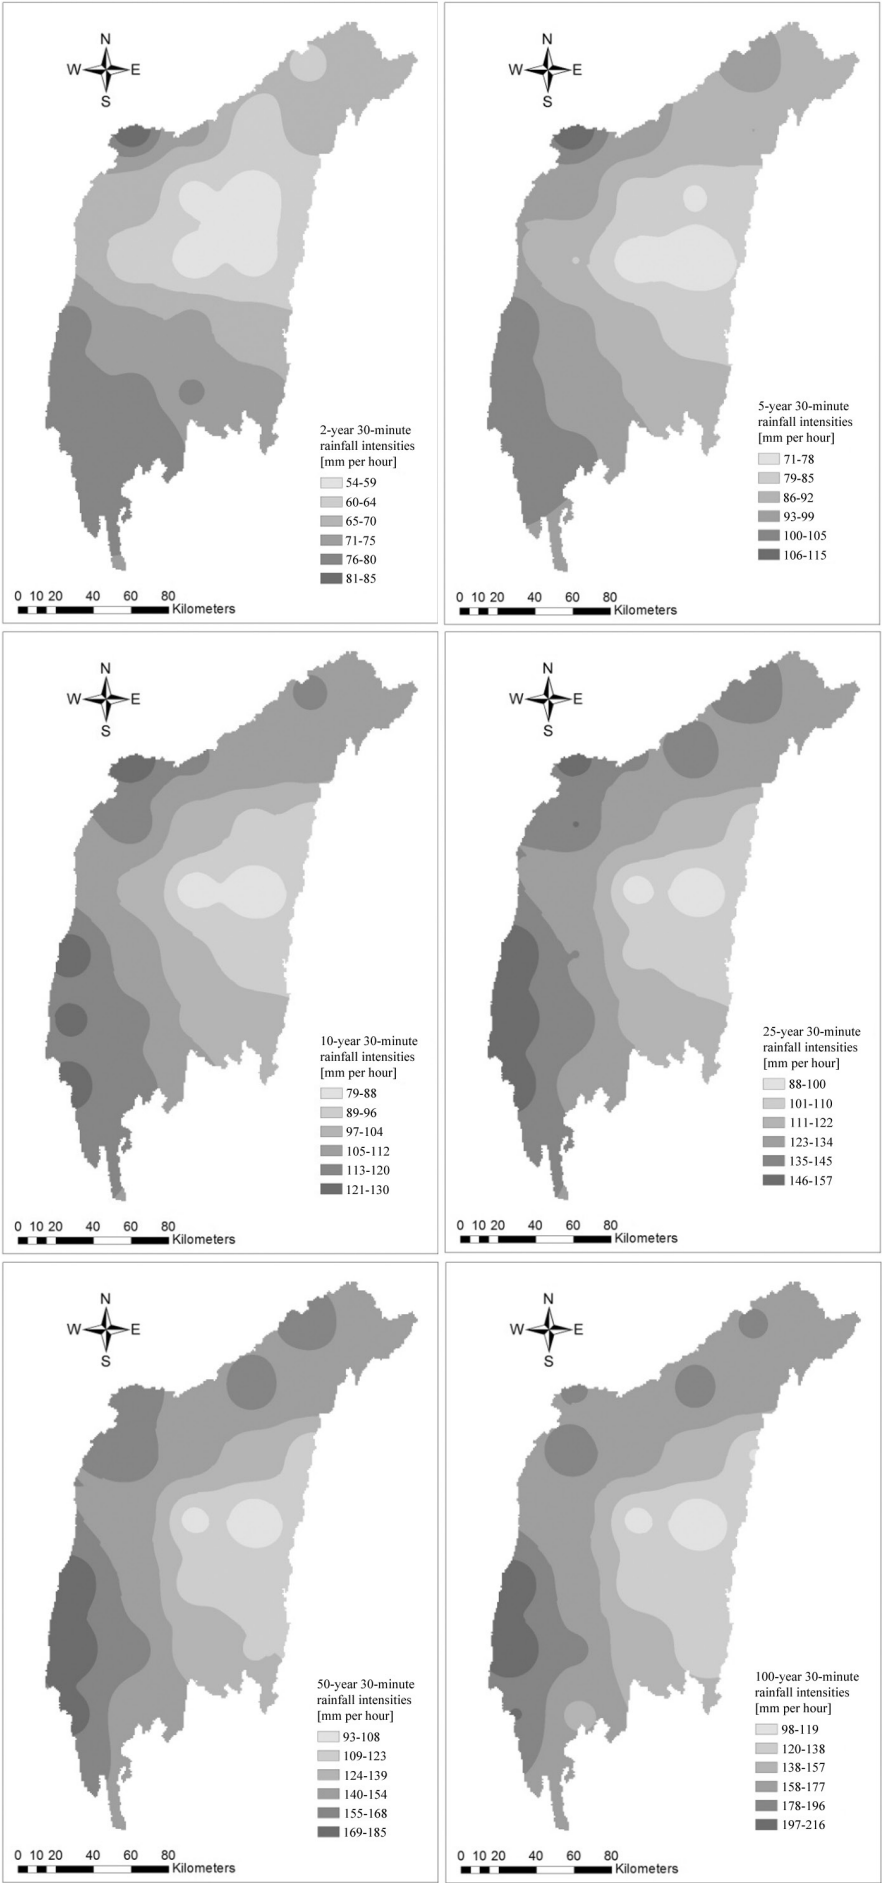 N
W E
S
2-year 30-minute
rainfall intensities
[mm per hour]
54-59
60-64
65-70
71-75
76-80
81-85
0 10 20 40 60 80
Kilometers
N
W E
S
5-year 30-minute
rainfall intensities
[mm per hour]
71-78
79-85
86-92
93-99
100-105
106-115
0 20 40 60 80
Kilometers
N
W E
S
10-year 30-minute
rainfall intensities
[mm per hour]
79-88
89-96
97-104
105-112
113-120
121-130
0 10 20 40 60 80
Kilometers
N
W E
S
25-year 30-minute
rainfall intensities
[mm per hour]
88-100
101-110
111-122
123-134
135-145
146-157
0 10 20 40 60 80
Kilometers
N
W E
S
50-year 30-minute
rainfall intensities
[mm per hour]
93-108
109-123
124-139
140-154
155-168
169-185
0 10 20 40 60 80
Kilometers
N
W E
S
100-year 30-minute
rainfall intensities
[mm per hour]
98-119
120-138
138-157
158-177
178-196
197-216
0 10 20 40 60 80
Kilometers